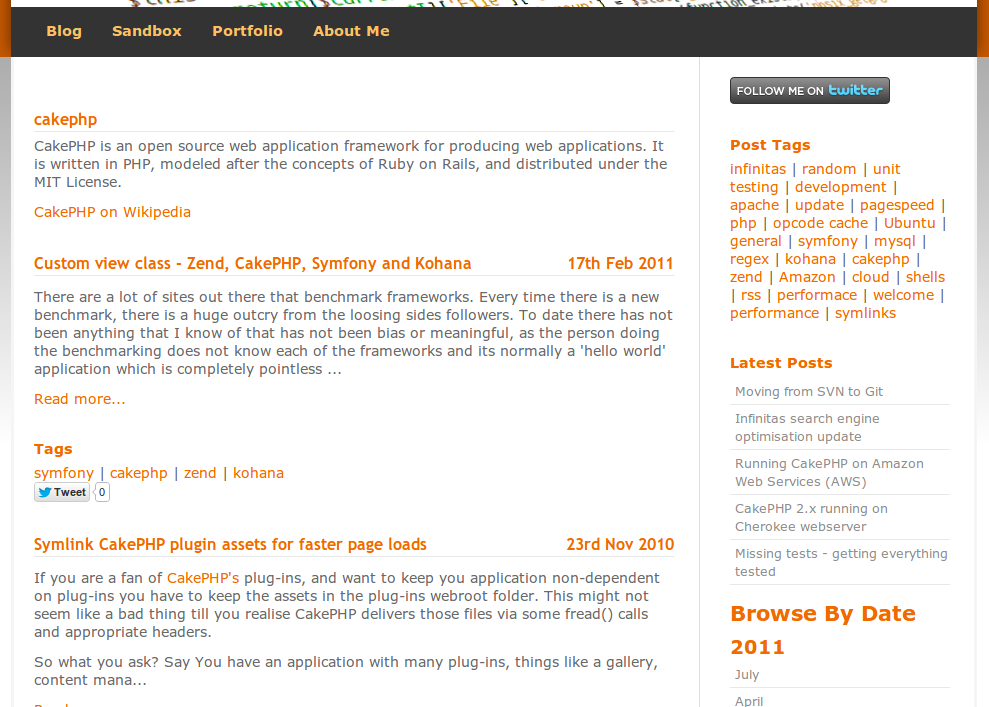 Blog Sandbox Portfolio About Me
cakephp
CakePHP is an open source web application framework for producing web applications. It
is written in PHP, modeled after the concepts of Ruby on Rails, and distributed under the
MIT License.
CakePHP on Wikipedia
Custom view class - Zend, CakePHP, Symfony and Kohana 17th Feb 2011
There are a lot of sites out there that benchmark frameworks. Every time there is a new
benchmark, there is a huge outcry from the loosing sides followers. To date there has not
been anything that I know of that has not been bias or meaningful, as the person doing
the benchmarking does not know each of the frameworks and its normally a 'hello world'
application which is completely pointless ...
Read more...
Tags
symfony | cakephp | zend | kohana
Tweet 0
Symlink CakePHP plugin assets for faster page loads 23rd Nov 2010
If you are a fan of CakePHP's plug-ins, and want to keep you application non-dependent
on plug-ins you have to keep the assets in the plug-ins webroot folder. This might not
seem like a bad thing till you realise CakePHP delivers those files via some fread() calls
and appropriate headers.
So what you ask? Say You have an application with many plug-ins, things like a gallery,
content mana...
FOLLOW ME ON twitter
Post Tags
infinitas | random | unit
testing | development |
apache | update | pagespeed |
php | opcode cache | Ubuntu |
general | symfony | mysql |
regex | kohana | cakephp |
zend | Amazon | cloud | shells
| rss | performace | welcome |
performance | symlinks
Latest Posts
Moving from SVN to Git
Infinitas search engine
optimisation update
Running CakePHP on Amazon
Web Services (AWS)
CakePHP 2.x running on
Cherokee webserver
Missing tests - getting everything
tested
Browse By Date
2011
July
April